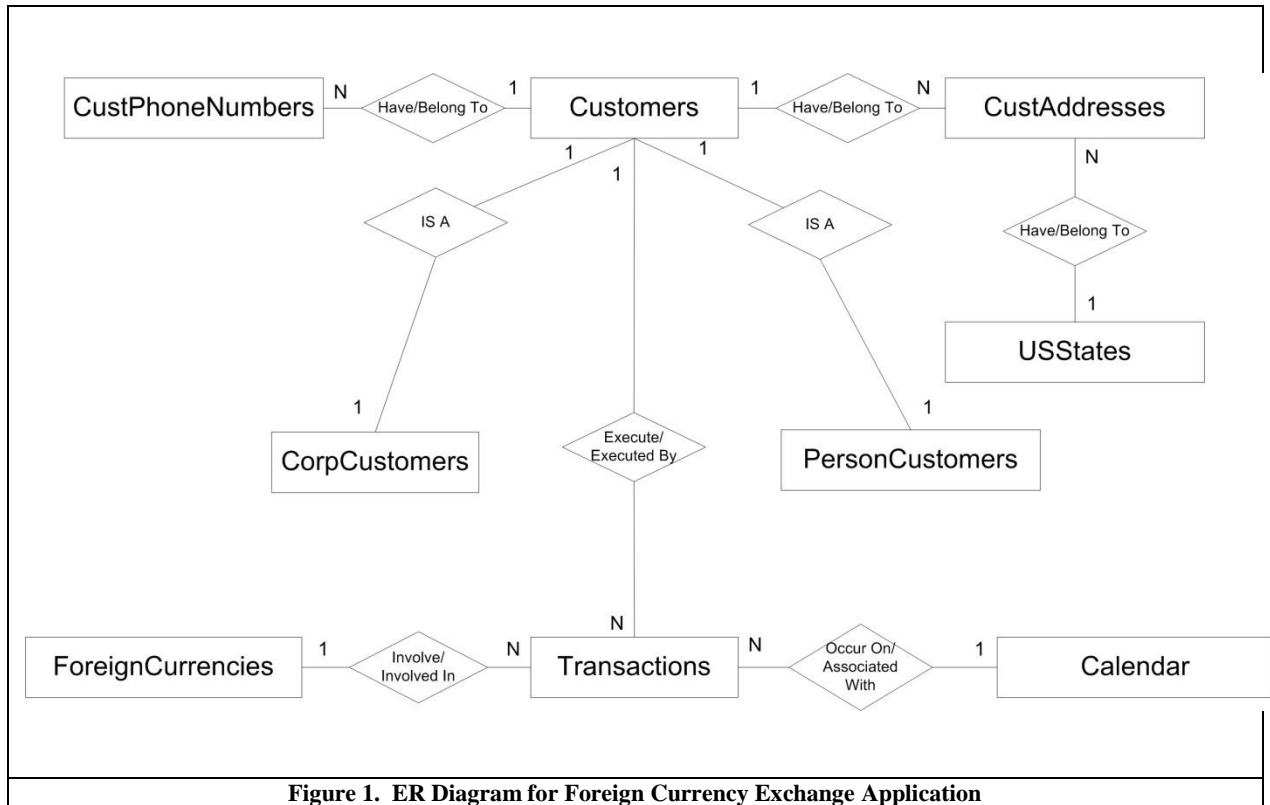 CustPhoneNumbers N Have/Belong To 1 Customers 1 Have/Belong To N CustAddresses
1
1
1
N
IS A
IS A
Have/Belong To
1
USStates
1
1
CorpCustomers
Execute/
Executed By
PersonCustomers
N
ForeignCurrencies 1 Involve/
Involved In N Transactions N Occur On/
Associated
With 1 Calendar
Figure 1. ER Diagram for Foreign Currency Exchange Application